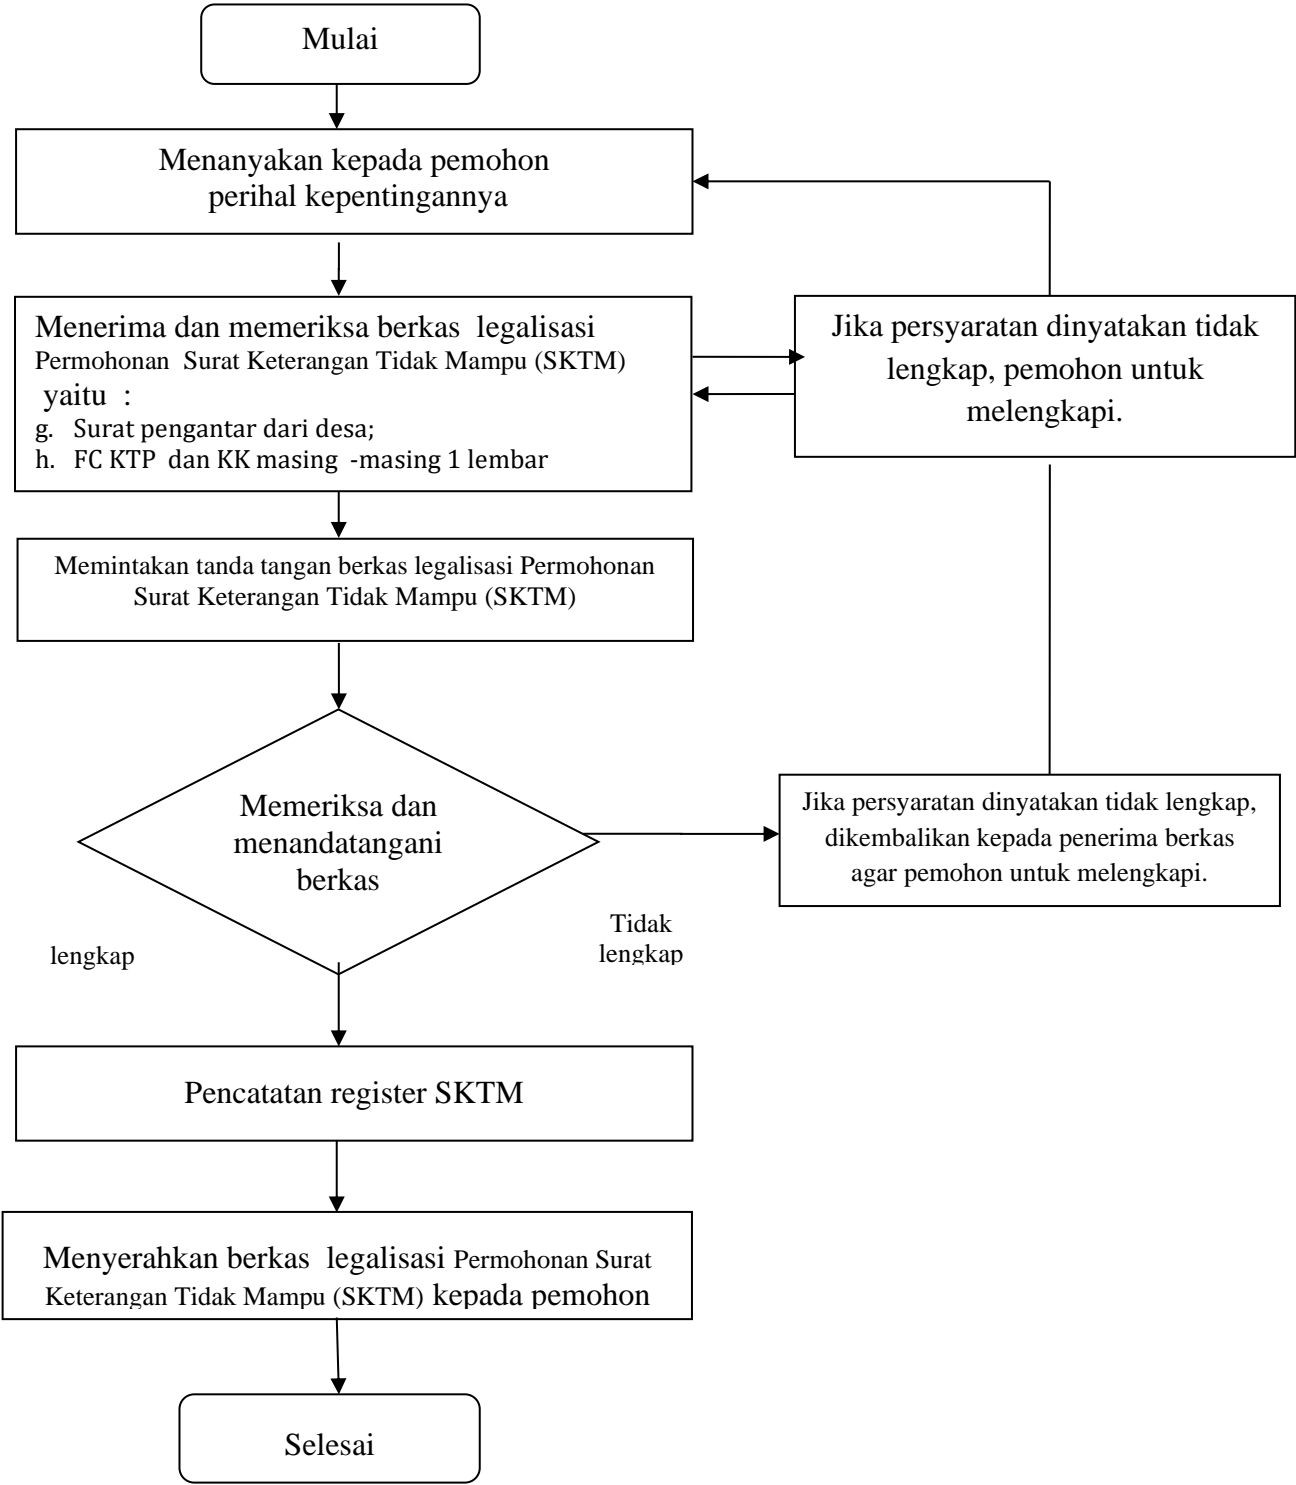 Mulai
Menanyakan kepada pemohon
perihal kepentingannya
Menerima dan memeriksa berkas legalisasi
Permohonan Surat Keterangan Tidak Mampu (SKTM)
yaitu :
g. Surat pengantar dari desa;
h. FC KTP dan KK masing -masing 1 lembar
Jika persyaratan dinyatakan tidak
lengkap, pemohon untuk
melengkapi.
Memintakan tanda tangan berkas legalisasi Permohonan
Surat Keterangan Tidak Mampu (SKTM)
Memeriksa dan
menandatangani
berkas
Jika persyaratan dinyatakan tidak lengkap,
dikembalikan kepada penerima berkas
agar pemohon untuk melengkapi.
lengkap
Tidak
lengkap
Pencatatan register SKTM
Menyerahkan berkas legalisasi Permohonan Surat
Keterangan Tidak Mampu (SKTM) kepada pemohon
Selesai